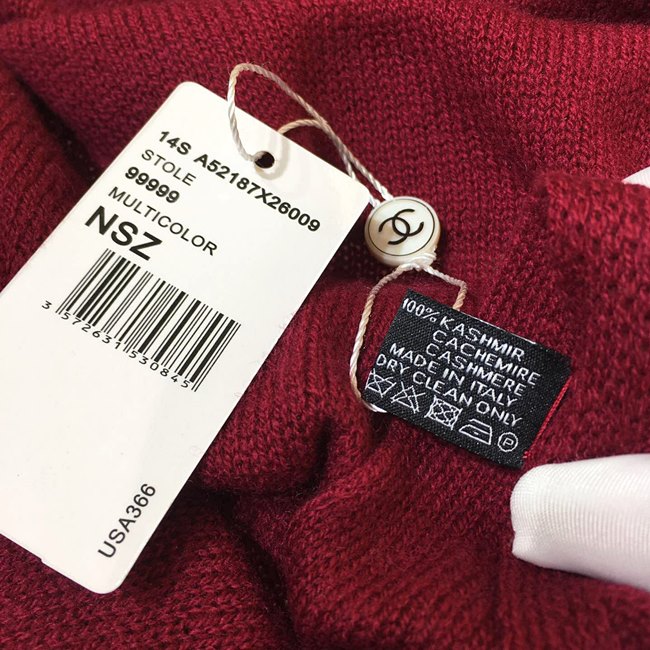 14S A52187X26009
STOLE
99999
MULTICOLOR
NSZ
3 572631 530845
USA366
100% KASHMIR
CACHEMIRE
CASHMERE
MADE IN ITALY
DRY CLEAN ONLY
P